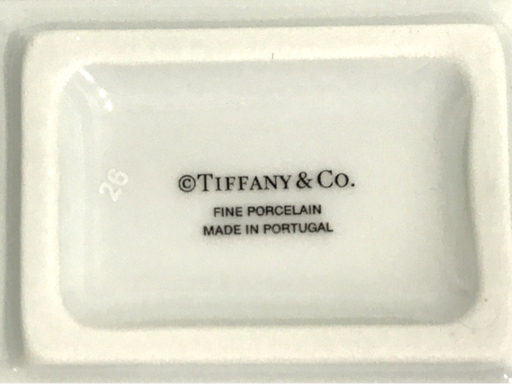 ©TIFFANY & CO.
FINE PORCELAIN
MADE IN PORTUGAL
26